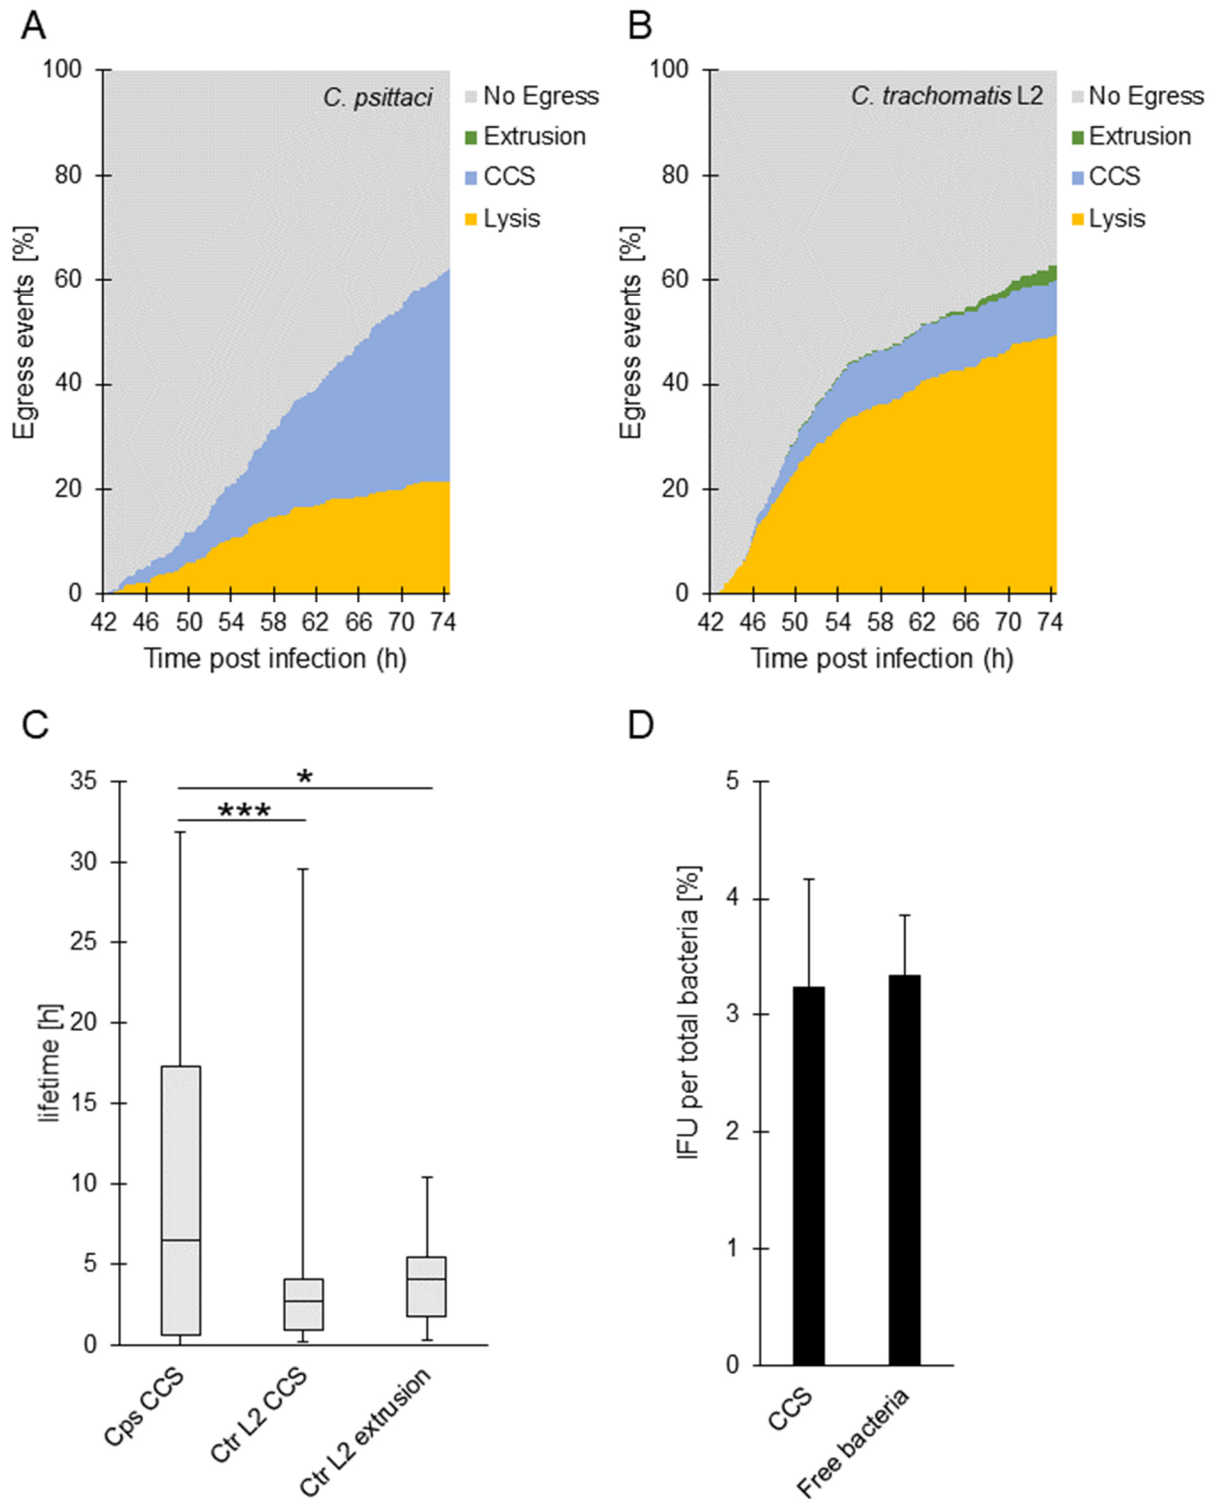 A
Egress events [%]
100
80
60
40
20
0
C. psittaci
No Egress
Extrusion
CCS
Lysis
42 46 50 54 58 62 66 70 74
Time post infection (h)
B
Egress events [%]
100
80
60
40
20
0
C. trachomatis L2
No Egress
Extrusion
CCS
Lysis
42 46 50 54 58 62 66 70 74
Time post infection (h)
C
lifetime [h]
35
30
25
20
15
10
5
0
*
***
Cps CCS
Ctr L2 CCS
Ctr L2 extrusion
D
IFU per total bacteria [%]
5
4
3
2
1
0
CCS
Free bacteria